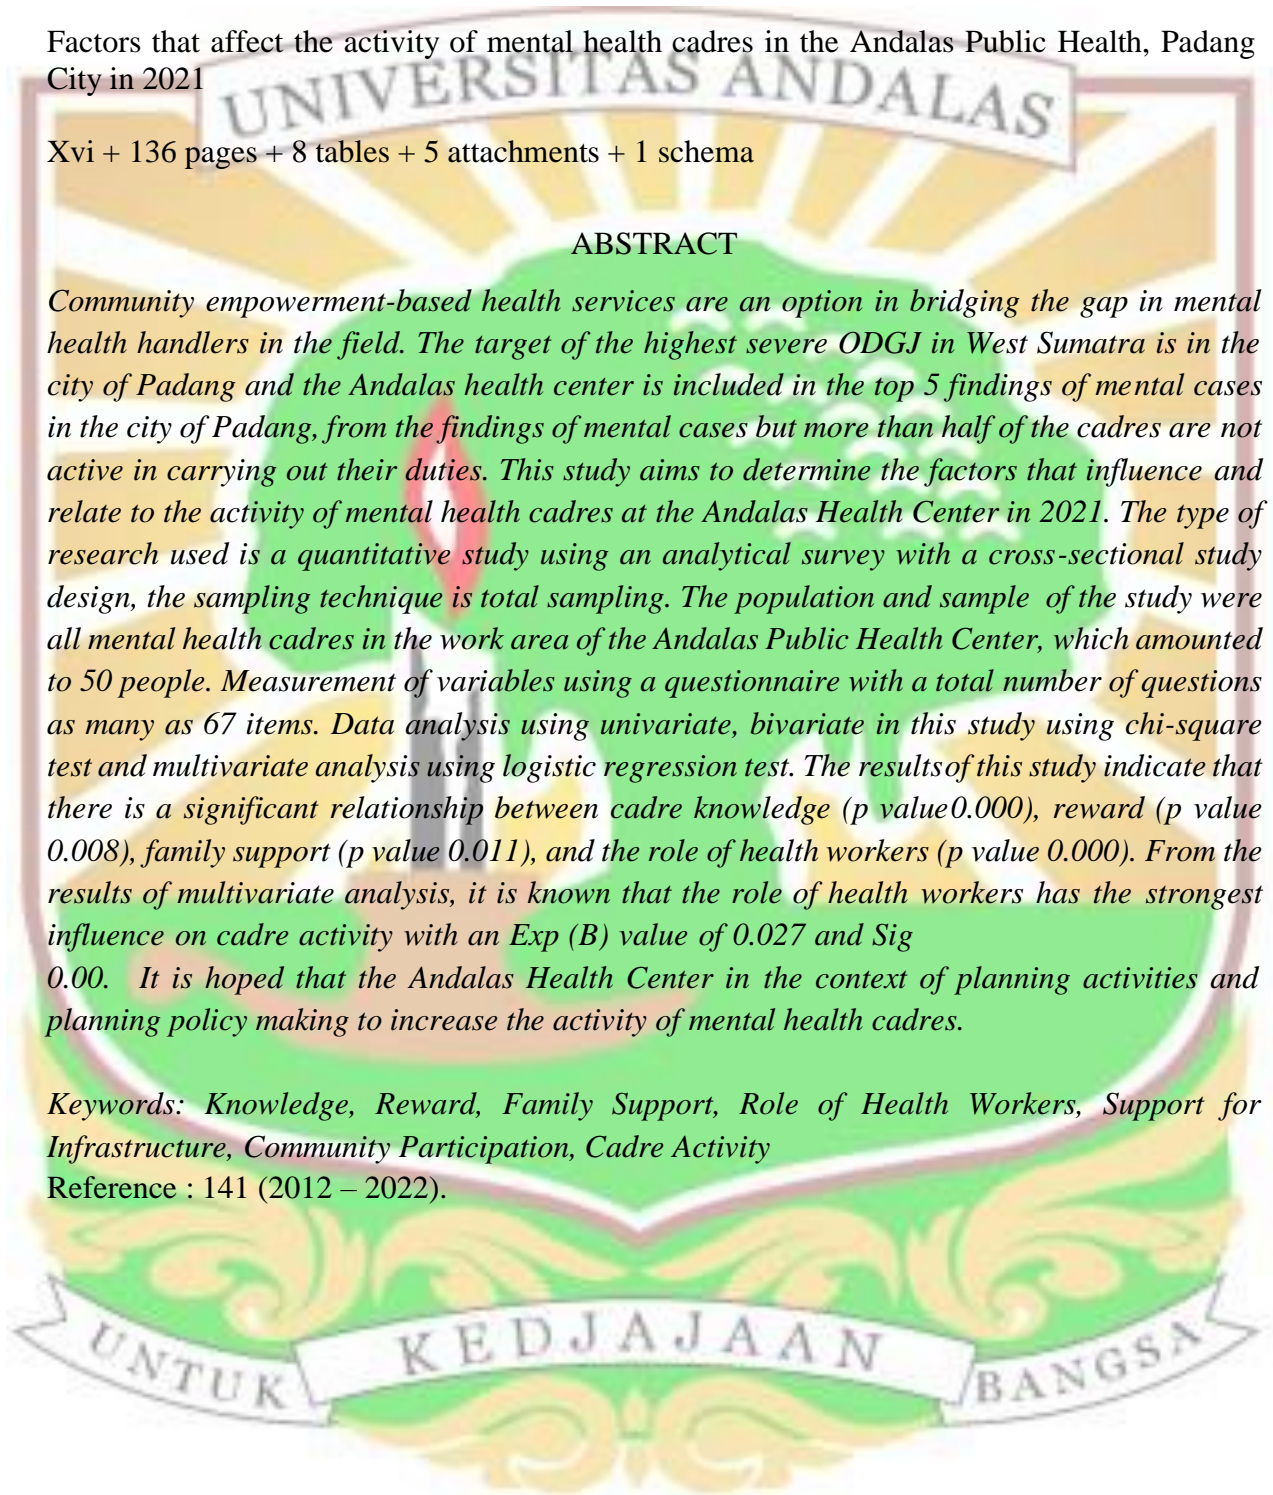 Factors that affect the activity of mental health cadres in the Andalas Public Health, Padang
City in 2021
UNIVERSITAS ANDALAS
Xvi + 136 pages + 8 tables + 5 attachments + 1 schema
ABSTRACT
Community empowerment-based health services are an option in bridging the gap in mental
health handlers in the field. The target of the highest severe ODGJ in West Sumatra is in the
city of Padang and the Andalas health center is included in the top 5 findings of mental cases
in the city of Padang, from the findings of mental cases but more than half of the cadres are not
active in carrying out their duties. This study aims to determine the factors that influence and
relate to the activity of mental health cadres at the Andalas Health Center in 2021. The type of
research used is a quantitative study using an analytical survey with a cross-sectional study
design, the sampling technique is total sampling. The population and sample of the study were
all mental health cadres in the work area of the Andalas Public Health Center, which amounted
to 50 people. Measurement of variables using a questionnaire with a total number of questions
as many as 67 items. Data analysis using univariate, bivariate in this study using chi-square
test and multivariate analysis using logistic regression test. The resultsof this study indicate that
there is a significant relationship between cadre knowledge (p value0.000), reward (p value
0.008), family support (p value 0.011), and the role of health workers (p value 0.000). From the
results of multivariate analysis, it is known that the role of health workers has the strongest
influence on cadre activity with an Exp (B) value of 0.027 and Sig
0.00. It is hoped that the Andalas Health Center in the context of planning activities and
planning policy making to increase the activity of mental health cadres.
Keywords: Knowledge, Reward, Family Support, Role of Health Workers, Support for
Infrastructure, Community Participation, Cadre Activity
Reference : 141 (2012 – 2022).
UNTUK KEDJAJAAN BANGSA